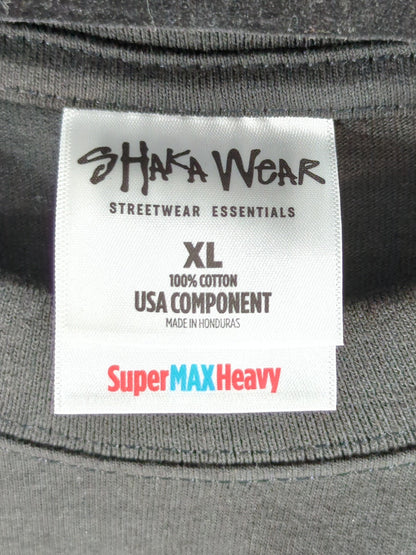 SHAKA WEAR
STREETWEAR ESSENTIALS
XL
100% COTTON
USA COMPONENT
MADE IN HONDURAS
SuperMAXHeavy